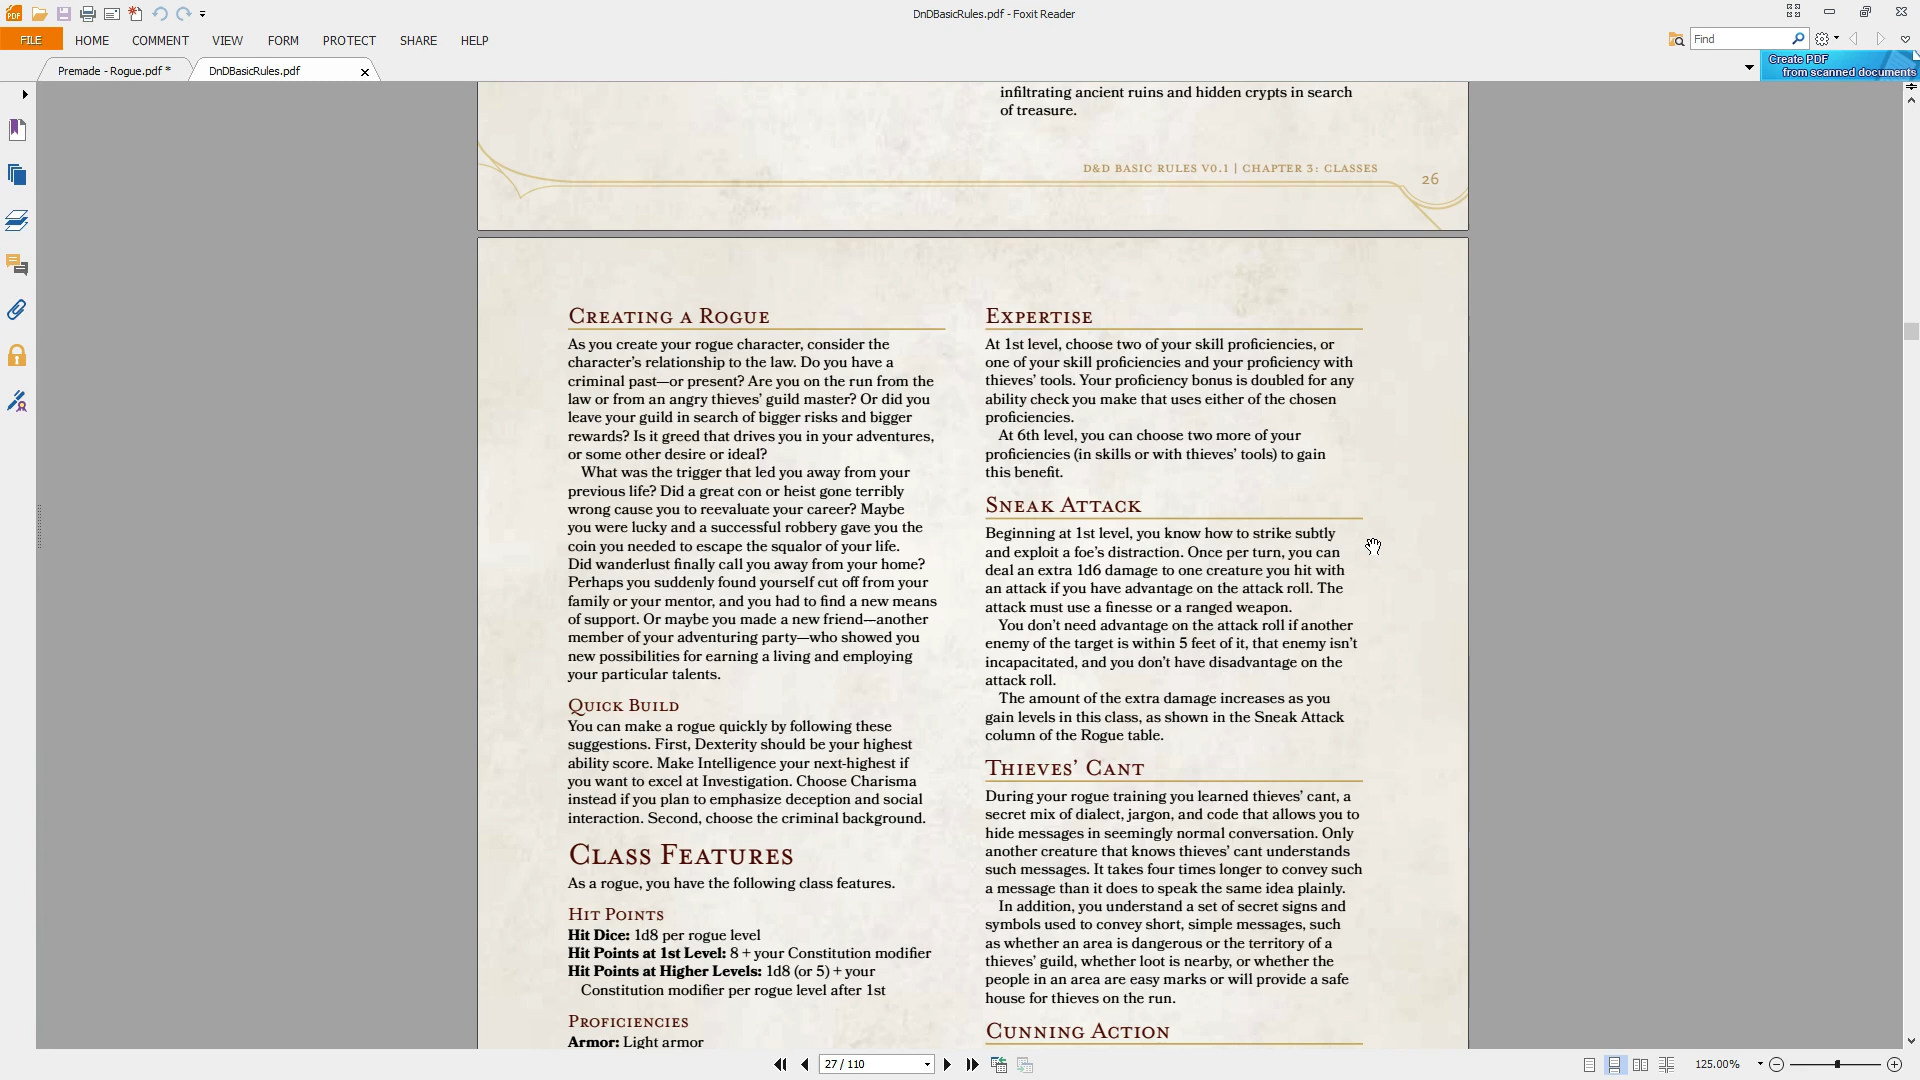 DnDBasicRules.pdf - Foxit Reader
FILE HOME COMMENT VIEW FORM PROTECT SHARE HELP
Find
Premade - Rogue.pdf *
DnDBasicRules.pdf
Create PDF
from scanned documents
infiltrating ancient ruins and hidden crypts in search
of treasure.
D&D BASIC RULES V0.1 | CHAPTER 3: CLASSES
26
CREATING A ROGUE
As you create your rogue character, consider the
character's relationship to the law. Do you have a
criminal past—or present? Are you on the run from the
law or from an angry thieves' guild master? Or did you
leave your guild in search of bigger risks and bigger
rewards? Is it greed that drives you in your adventures,
or some other desire or ideal?
What was the trigger that led you away from your
previous life? Did a great con or heist gone terribly
wrong cause you to reevaluate your career? Maybe
you were lucky and a successful robbery gave you the
coin you needed to escape the squalor of your life.
Did wanderlust finally call you away from your home?
Perhaps you suddenly found yourself cut off from your
family or your mentor, and you had to find a new means
of support. Or maybe you made a new friend—another
member of your adventuring party—who showed you
new possibilities for earning a living and employing
your particular talents.
QUICK BUILD
You can make a rogue quickly by following these
suggestions. First, Dexterity should be your highest
ability score. Make Intelligence your next-highest if
you want to excel at Investigation. Choose Charisma
instead if you plan to emphasize deception and social
interaction. Second, choose the criminal background.
CLASS FEATURES
As a rogue, you have the following class features.
HIT POINTS
Hit Dice: 1d8 per rogue level
Hit Points at 1st Level: 8 + your Constitution modifier
Hit Points at Higher Levels: 1d8 (or 5) + your
Constitution modifier per rogue level after 1st
PROFICIENCIES
Armor: Light armor
EXPERTISE
At 1st level, choose two of your skill proficiencies, or
one of your skill proficiencies and your proficiency with
thieves' tools. Your proficiency bonus is doubled for any
ability check you make that uses either of the chosen
proficiencies.
At 6th level, you can choose two more of your
proficiencies (in skills or with thieves' tools) to gain
this benefit.
SNEAK ATTACK
Beginning at 1st level, you know how to strike subtly
and exploit a foe's distraction. Once per turn, you can
deal an extra 1d6 damage to one creature you hit with
an attack if you have advantage on the attack roll. The
attack must use a finesse or a ranged weapon.
You don't need advantage on the attack roll if another
enemy of the target is within 5 feet of it, that enemy isn't
incapacitated, and you don't have disadvantage on the
attack roll.
The amount of the extra damage increases as you
gain levels in this class, as shown in the Sneak Attack
column of the Rogue table.
THIEVES' CANT
During your rogue training you learned thieves' cant, a
secret mix of dialect, jargon, and code that allows you to
hide messages in seemingly normal conversation. Only
another creature that knows thieves' cant understands
such messages. It takes four times longer to convey such
a message than it does to speak the same idea plainly.
In addition, you understand a set of secret signs and
symbols used to convey short, simple messages, such
as whether an area is dangerous or the territory of a
thieves' guild, whether loot is nearby, or whether the
people in an area are easy marks or will provide a safe
house for thieves on the run.
CUNNING ACTION
27 / 110
125.00%